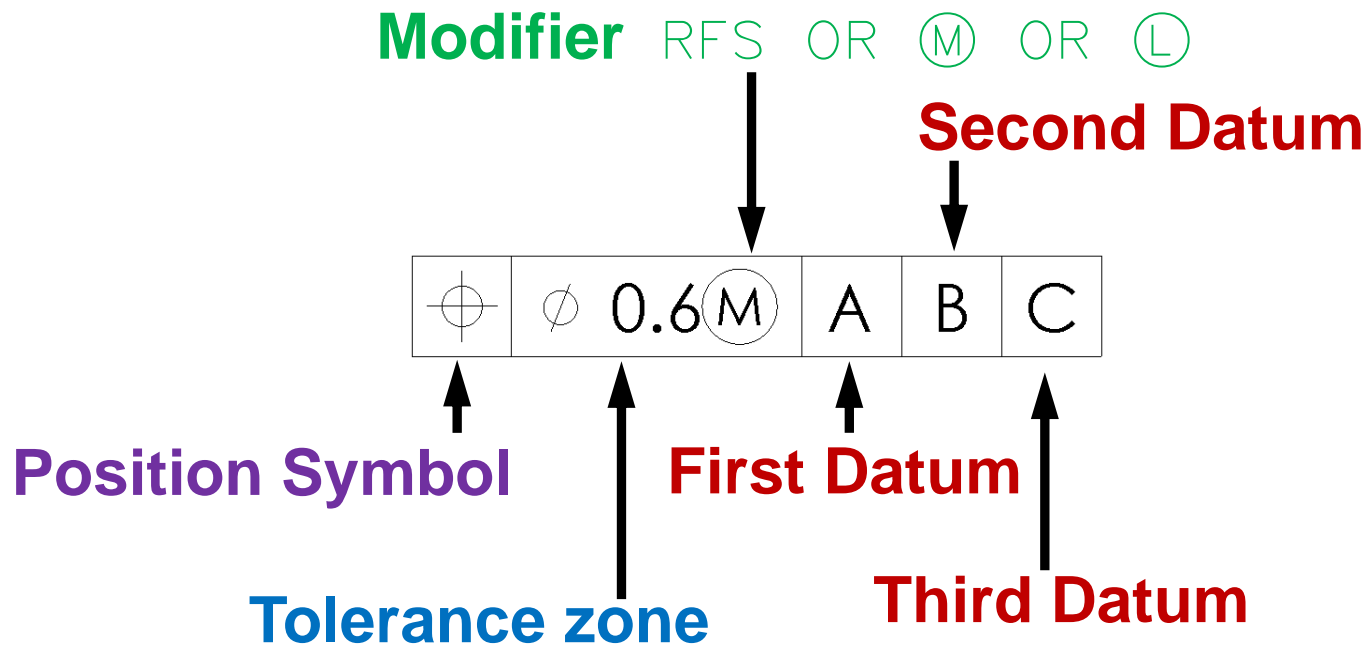 Modifier RFS OR Ⓜ OR Ⓛ
Second Datum
⌖ ⌀ 0.6Ⓜ A B C
Position Symbol
First Datum
Tolerance zone
Third Datum